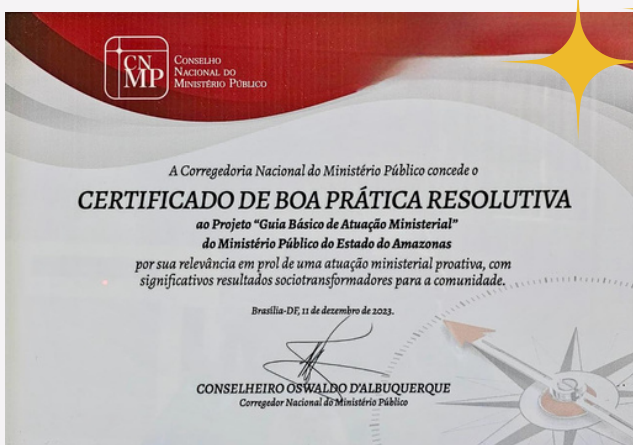 CN
MP
CONSELHO
NACIONAL DO
MINISTÉRIO PÚBLICO
A Corregedoria Nacional do Ministério Público concede o
CERTIFICADO DE BOA PRÁTICA RESOLUTIVA
ao Projeto “Guia Básico de Atuação Ministerial”
do Ministério Público do Estado do Amazonas
por sua relevância em prol de uma atuação ministerial proativa, com
significativos resultados sociotransformadores para a comunidade.
Brasília-DF, 11 de dezembro de 2023.
CONSELHEIRO OSWALDO D'ALBUQUERQUE
Corregedor Nacional do Ministério Público